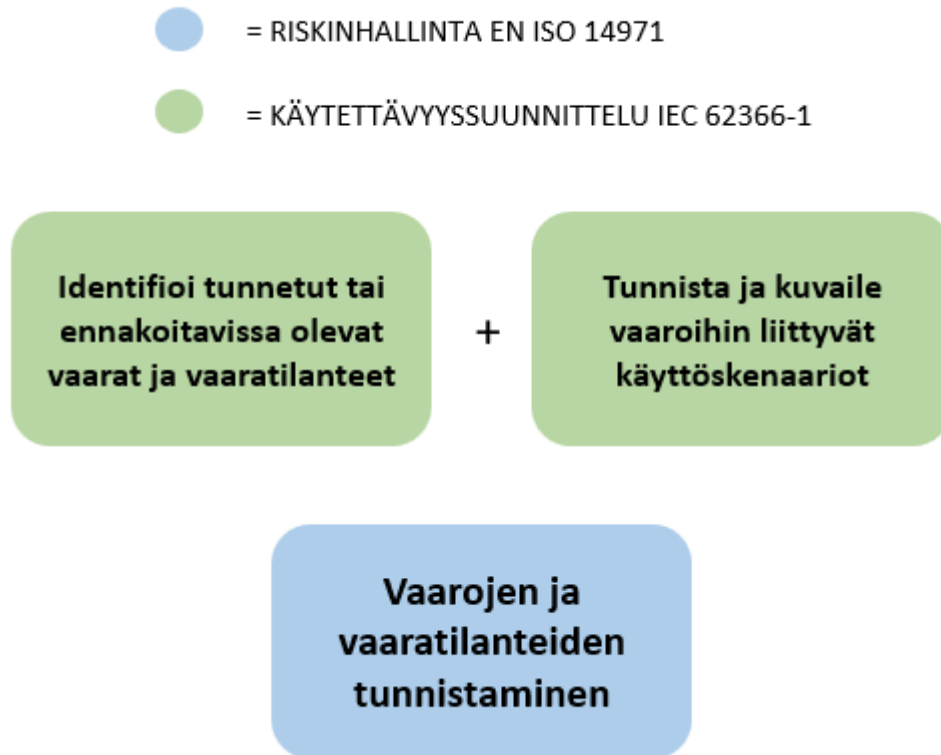 = RISKINHALLINTA EN ISO 14971
= KÄYTETTÄVYYSSUUNNITTELU IEC 62366-1
Identifioi tunnetut tai
ennakoitavissa olevat
vaarat ja vaaratilanteet
+
Tunnista ja kuvaile
vaaroihin liittyvät
käyttöskenaariot
Vaarojen ja
vaaratilanteiden
tunnistaminen